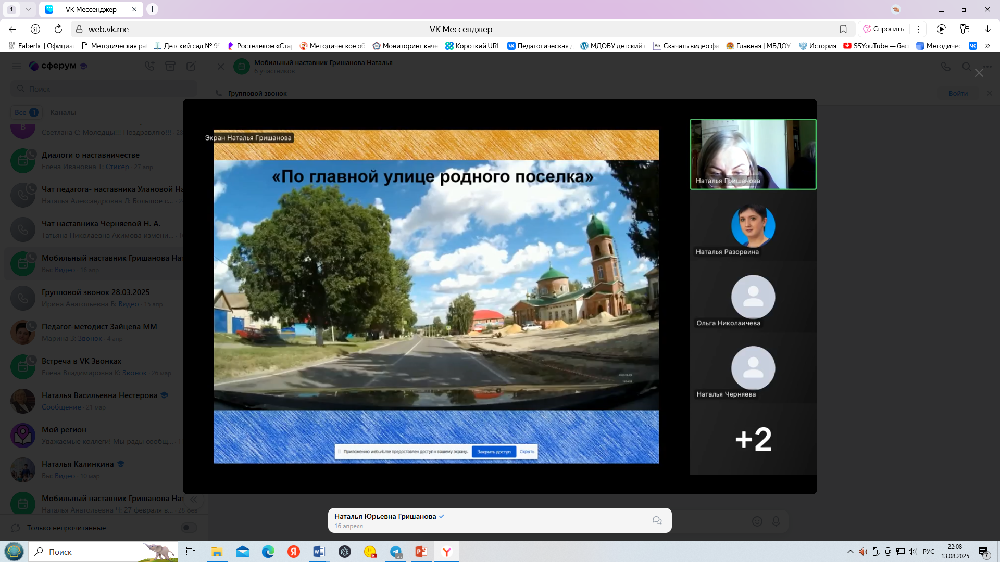 1
VK Мессенджер
web.vk.me
VK Мессенджер
Спросить
Faberlic | Официа
Методическая ра
Детский сад № 9
Ростелеком «Ста
Методическое об
Мониторинг каче
Короткий URL
Педагогическая
МДОБУ детский
Скачать видео фа
Главная | МБДОУ
История
SSYouTube — бес
Методичес
сферум
Поиск
Все 1
Каналы
Светлана С: Молодцы!!! Поздравляю!!! · 28
Диалоги о наставничестве
Елена Ивановна Т: Стикер · 27 апр
Чат педагога- наставника Улановой На
Наталья Александровна Л: Большое с... · 2
Чат наставника Черняевой Н. А.
Татьяна Николаевна Акимова измени... · 1
Мобильный наставник Гришанова Нат
Вы: Видео · 16 апр
Групповой звонок 28.03.2025
Ирина Анатольевна Б: Видео · 15 апр
Педагог-методист Зайцева ММ
Марина З: Звонок · 4 апр
Встреча в VK Звонках
Елена Владимировна К: Звонок · 26 мар
Наталья Васильевна Нестерова
Сообщение · 21 мар
Мой регион
Уважаемые коллеги! Мы рады сообщ... · 1
Наталья Калинкина
Вы: Видео · 10 мар
Мобильный наставник Гришанова Нат
Наталья Анатольевна Ч: 27 февраля в... · 28 фев
Только непрочитанные
Мобильный наставник Гришанова Наталья
6 участников
Групповой звонок
Войти
Экран Наталья Гришанова
«По главной улице родного поселка»
Приложению web.vk.me предоставлен доступ к вашему экрану.
Закрыть доступ
Скрыть
Наталья Гришанова
Наталья Разорвина
Ольга Николаичева
Наталья Черняева
+2
Наталья Юрьевна Гришанова
16 апреля
Поиск
35
РУС
22:08
13.08.2025
7